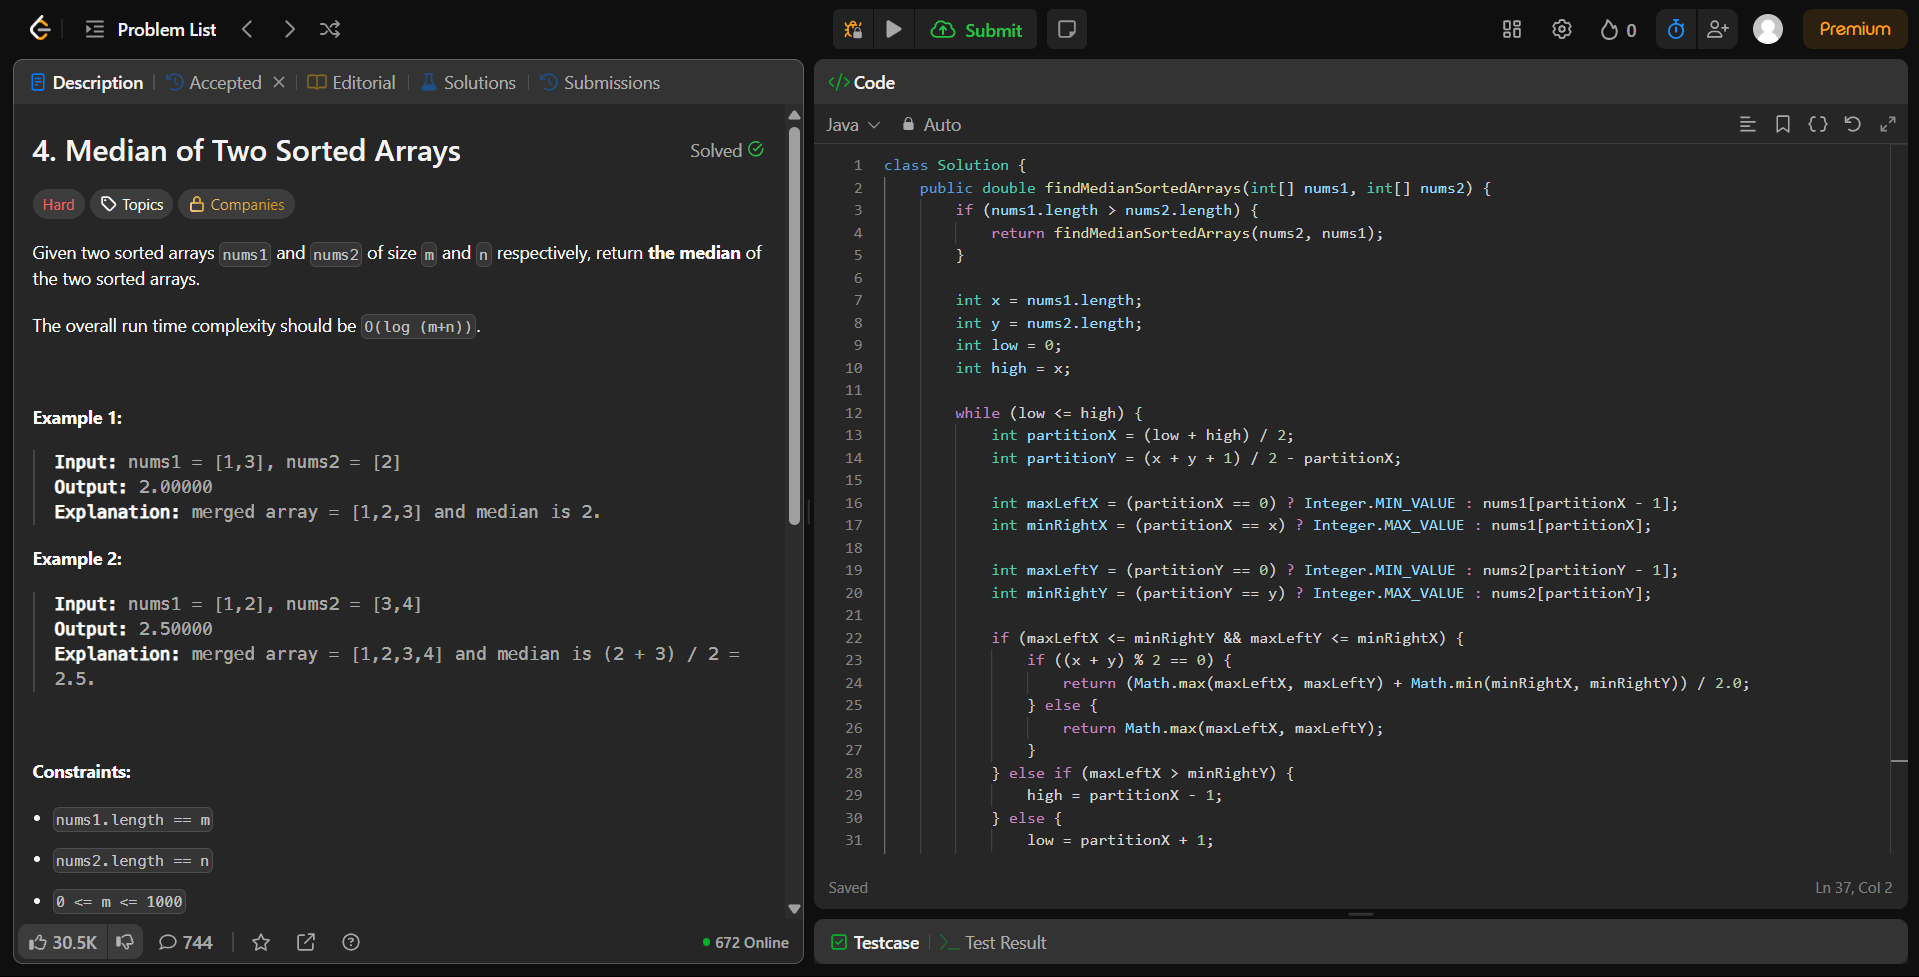 Problem List
Submit
0
Premium
Description
Accepted
Editorial
Solutions
Submissions
4. Median of Two Sorted Arrays
Solved
Hard
Topics
Companies
Given two sorted arrays nums1 and nums2 of size m and n respectively, return the median of
the two sorted arrays.
The overall run time complexity should be O(log (m+n)).
Example 1:
Input: nums1 = [1,3], nums2 = [2]
Output: 2.00000
Explanation: merged array = [1,2,3] and median is 2.
Example 2:
Input: nums1 = [1,2], nums2 = [3,4]
Output: 2.50000
Explanation: merged array = [1,2,3,4] and median is (2 + 3) / 2 =
2.5.
Constraints:
• nums1.length == m
• nums2.length == n
• 0 <= m <= 1000
30.5K
744
672 Online
</> Code
Java
Auto
1 class Solution {
2 public double findMedianSortedArrays(int[] nums1, int[] nums2) {
3 if (nums1.length > nums2.length) {
4 return findMedianSortedArrays(nums2, nums1);
5 }
6
7 int x = nums1.length;
8 int y = nums2.length;
9 int low = 0;
10 int high = x;
11
12 while (low <= high) {
13 int partitionX = (low + high) / 2;
14 int partitionY = (x + y + 1) / 2 - partitionX;
15
16 int maxLeftX = (partitionX == 0) ? Integer.MIN_VALUE : nums1[partitionX - 1];
17 int minRightX = (partitionX == x) ? Integer.MAX_VALUE : nums1[partitionX];
18
19 int maxLeftY = (partitionY == 0) ? Integer.MIN_VALUE : nums2[partitionY - 1];
20 int minRightY = (partitionY == y) ? Integer.MAX_VALUE : nums2[partitionY];
21
22 if (maxLeftX <= minRightY && maxLeftY <= minRightX) {
23 if ((x + y) % 2 == 0) {
24 return (Math.max(maxLeftX, maxLeftY) + Math.min(minRightX, minRightY)) / 2.0;
25 } else {
26 return Math.max(maxLeftX, maxLeftY);
27 }
28 } else if (maxLeftX > minRightY) {
29 high = partitionX - 1;
30 } else {
31 low = partitionX + 1;
Saved
Ln 37, Col 2
Testcase
Test Result